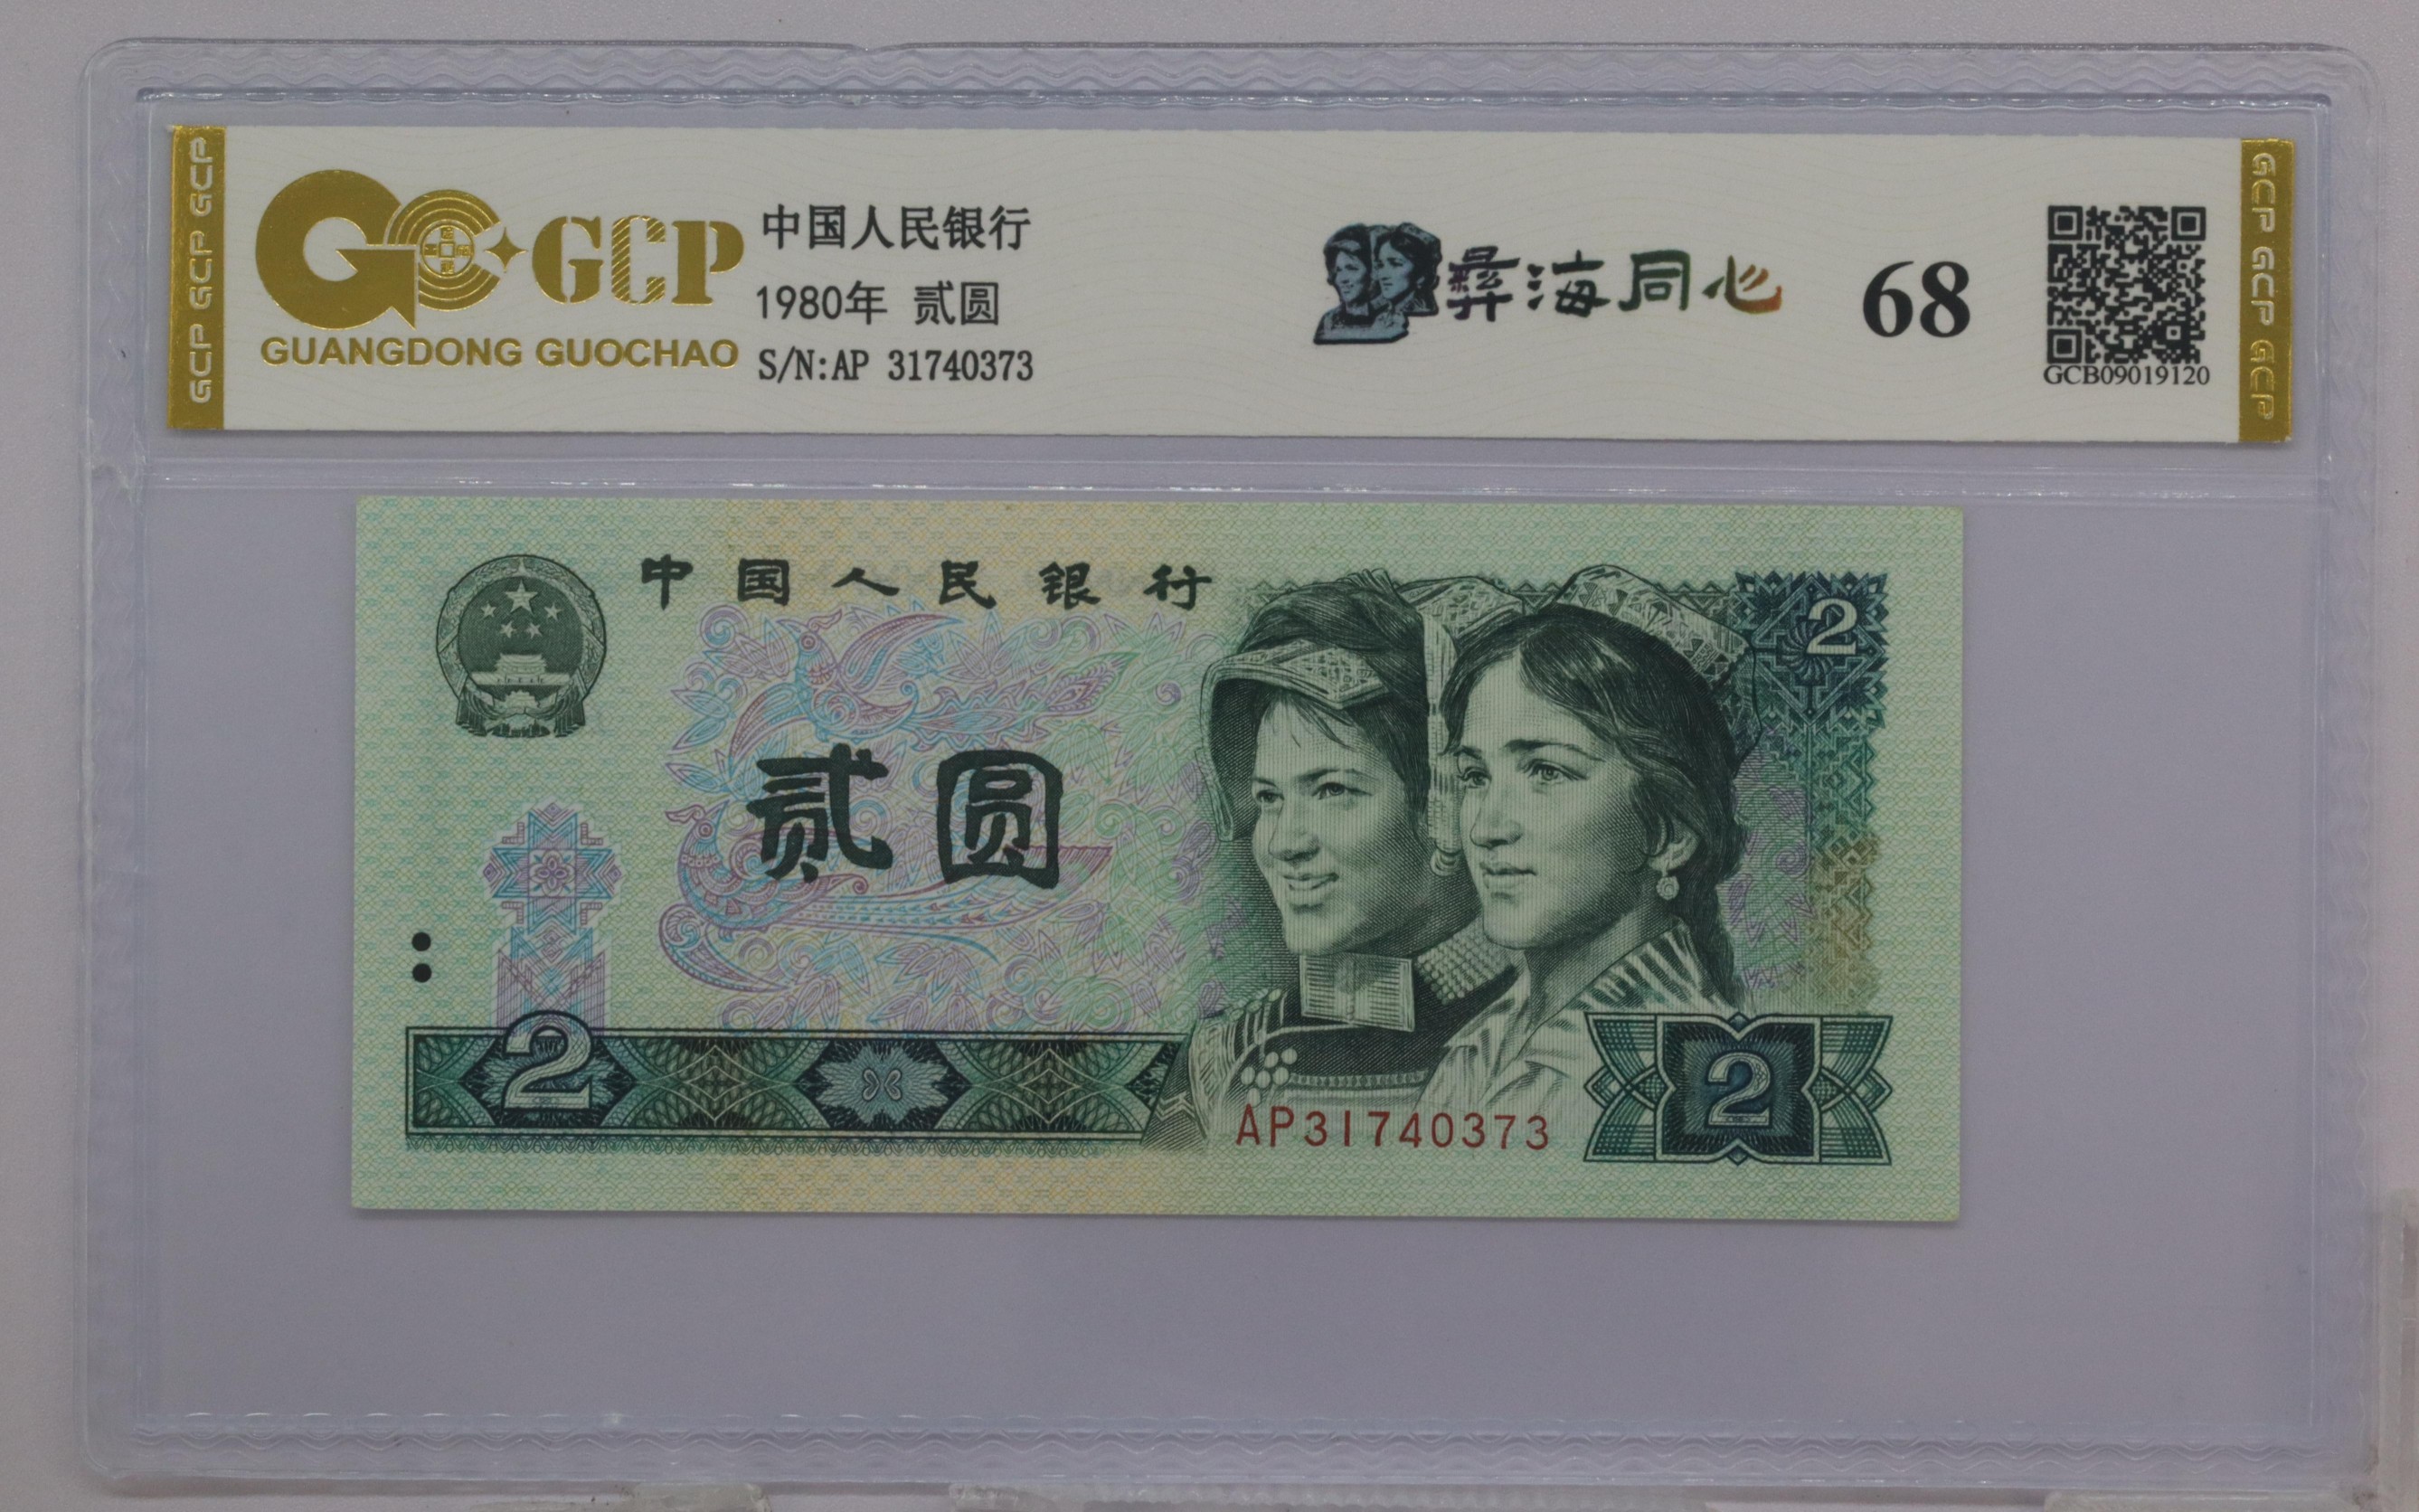 GCP GCP GCP
GCP
GUANGDONG GUOCHAO
中国人民银行
1980年 贰圆
S/N:AP 31740373
彝海同心
68
GCB09019120
GCP GCP GCP GCP
中国人民银行
2
贰圆
2
AP31740373
2